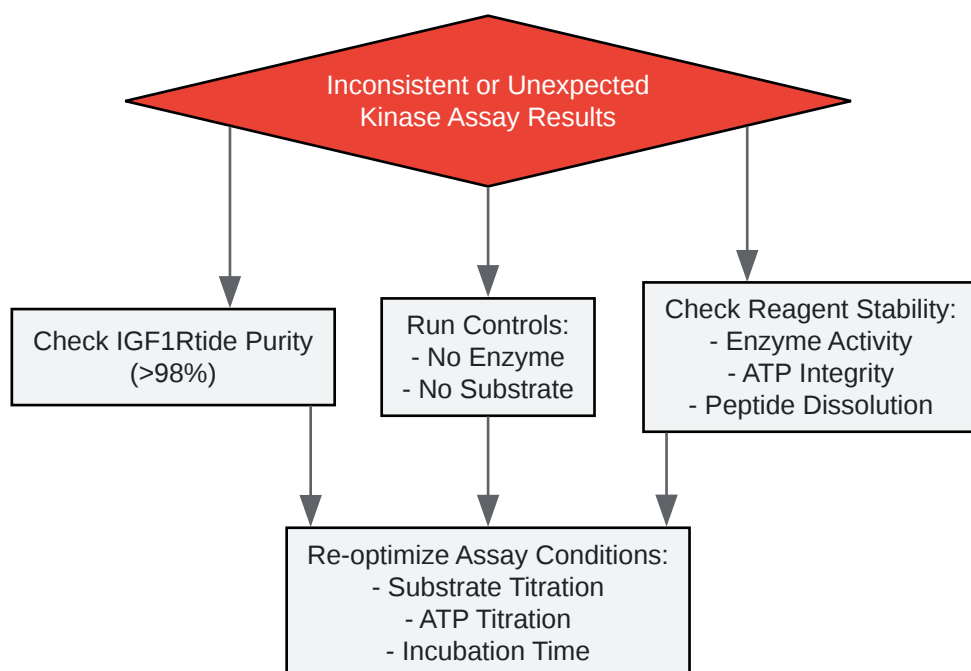 Inconsistent or Unexpected
Kinase Assay Results
Check IGF1Rtide Purity
(>98%)
Run Controls:
- No Enzyme
- No Substrate
Check Reagent Stability:
- Enzyme Activity
- ATP Integrity
- Peptide Dissolution
Re-optimize Assay Conditions:
- Substrate Titration
- ATP Titration
- Incubation Time